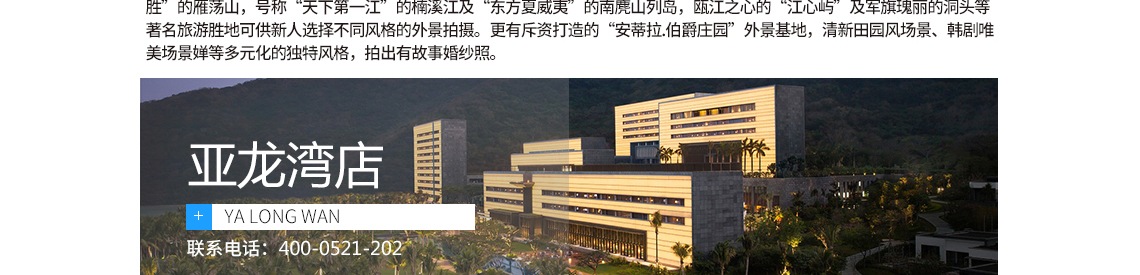 胜”的雁荡山，号称“天下第一江”的楠溪江及“东方夏威夷”的南麂山列岛，瓯江之心的“江心屿”及军旗瑰丽的洞头等
著名旅游胜地可供新人选择不同风格的外景拍摄。更有斥资打造的“安蒂拉.伯爵庄园”外景基地，清新田园风场景、韩剧唯
美场景婵等多元化的独特风格，拍出有故事婚纱照。
亚龙湾店
+ YA LONG WAN
联系电话：400-0521-202